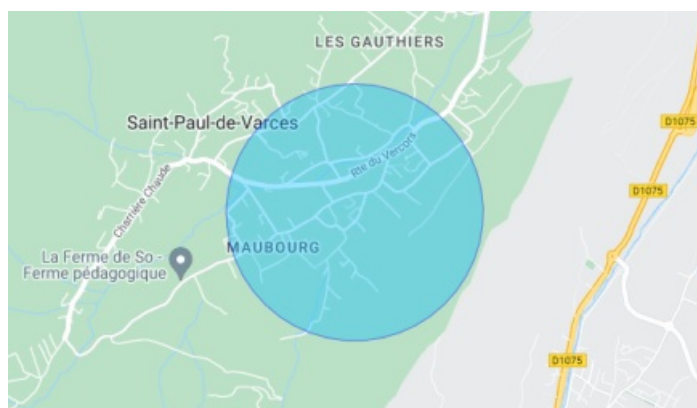 LES GAUTHIERS
Saint-Paul-de-Varces
D1075
Rte du Vercors
Charrière Chaude
D1075
MAUBOURG
La Ferme de So -
Ferme pédagogique
D1075